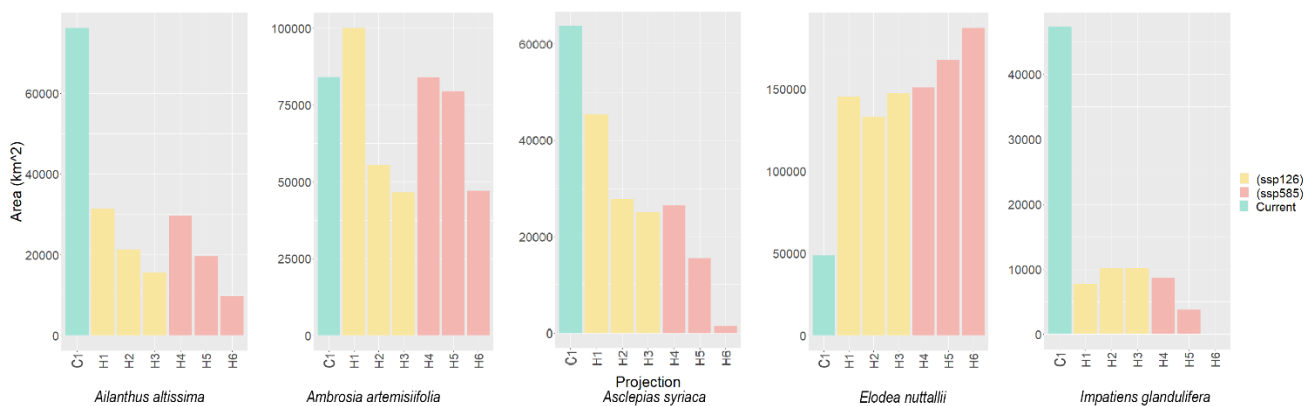 Area (km^2)
60000
40000
20000
0
C1 H1 H2 H3 H4 H5 H6
Ailanthus altissima
100000
75000
50000
25000
0
C1 H1 H2 H3 H4 H5 H6
Ambrosia artemisiifolia
60000
40000
20000
0
C1 H1 H2 H3 H4 H5 H6
Projection
Asclepias syriaca
150000
100000
50000
0
C1 H1 H2 H3 H4 H5 H6
Elodea nuttallii
40000
30000
20000
10000
0
C1 H1 H2 H3 H4 H5 H6
Impatiens glandulifera
(ssp126)
(ssp585)
Current